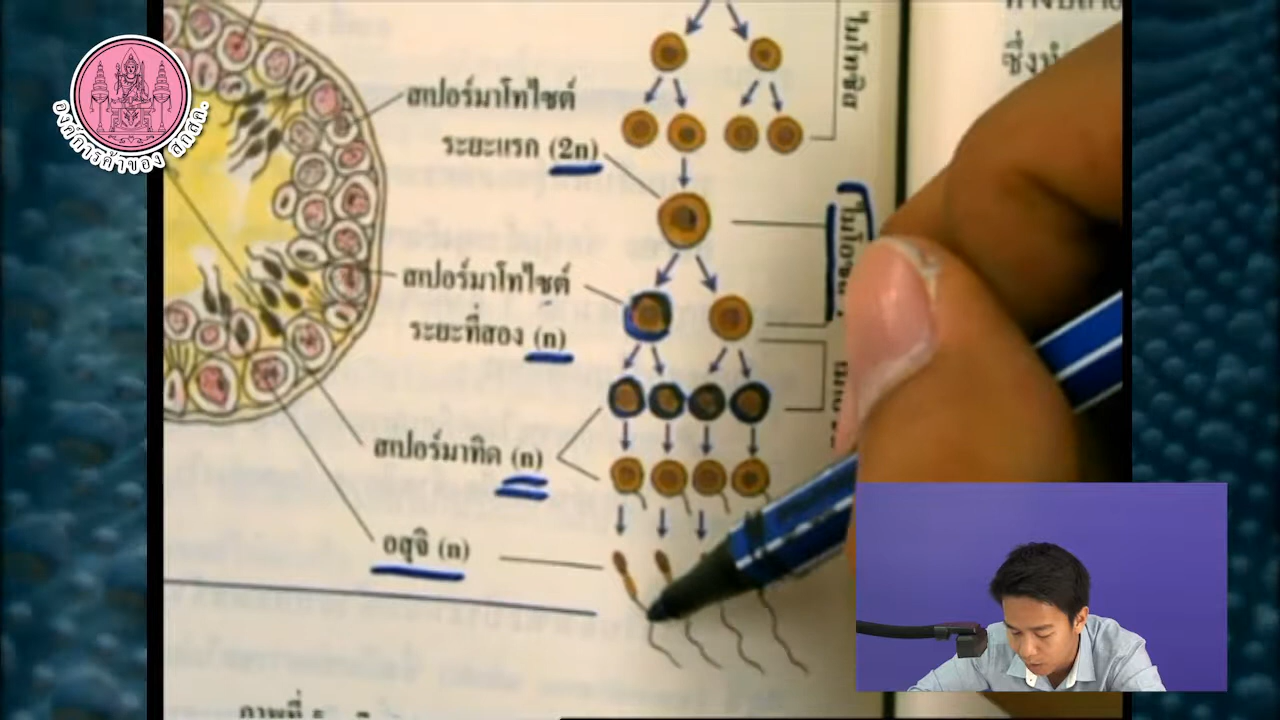 องค์การค้าของ สกสค.
สเปอร์มาโทไซต์
ระยะแรก (2n)
สเปอร์มาโทไซต์
ระยะที่สอง (n)
สเปอร์มาทิด (n)
อสุจิ (n)
ไมโทซิส